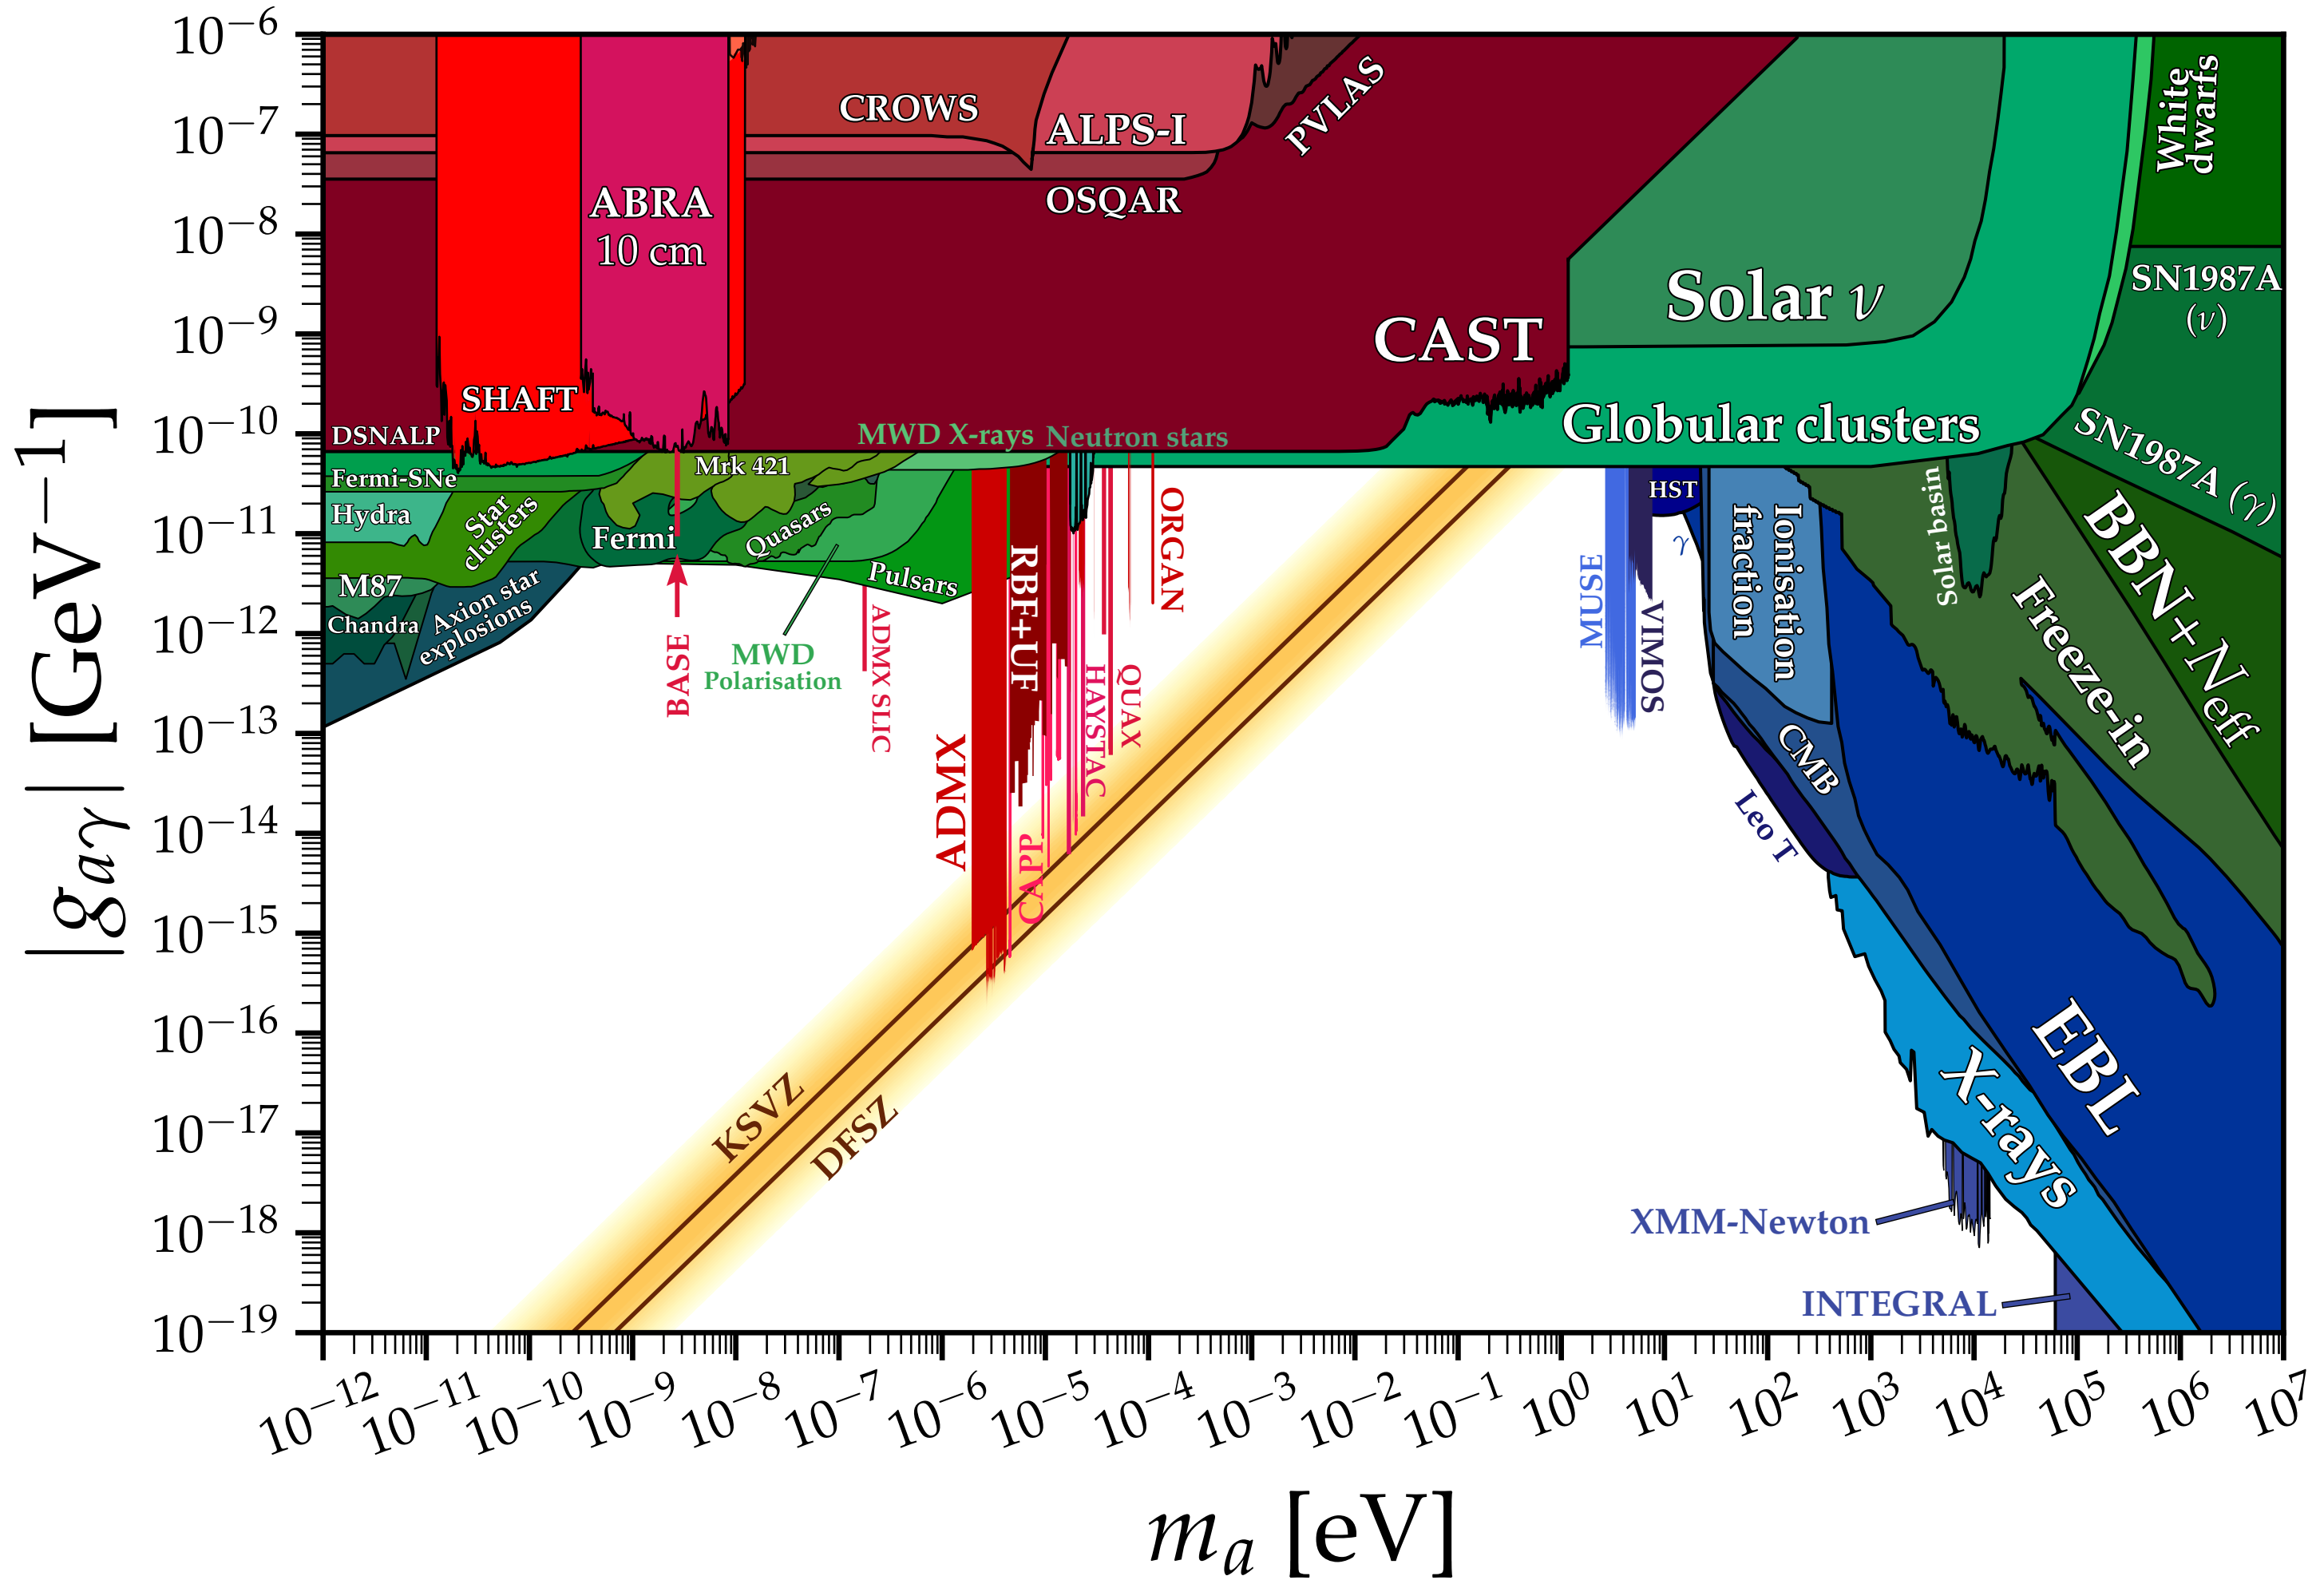 10⁻⁶
10⁻⁷
10⁻⁸
10⁻⁹
10⁻¹⁰
10⁻¹¹
10⁻¹²
10⁻¹³
10⁻¹⁴
10⁻¹⁵
10⁻¹⁶
10⁻¹⁷
10⁻¹⁸
10⁻¹⁹
|gₐᵧ| [GeV⁻¹]
CROWS
ALPS-I
PVLAS
OSQAR
ABRA
10 cm
SHAFT
CAST
Solar ν
Globular clusters
White
dwarfs
SN1987A
(ν)
SN1987A (γ)
DSNALP
Fermi-SNe
Hydra
M87
Chandra
Star
clusters
Axion star
explosions
Fermi
Mrk 421
Quasars
MWD X-rays
Neutron stars
Pulsars
MWD
Polarisation
BASE
ADMX SLIC
ADMX
RBF+UF
CAPP
HAYSTAC
QUAX
ORGAN
KSVZ
DFSZ
MUSE
VIMOS
HST
γ
Ionisation
fraction
CMB
Leo T
Solar basin
Freeze-in
BBN+Neff
EBL
X-rays
XMM-Newton
INTEGRAL
10⁻¹²
10⁻¹¹
10⁻¹⁰
10⁻⁹
10⁻⁸
10⁻⁷
10⁻⁶
10⁻⁵
10⁻⁴
10⁻³
10⁻²
10⁻¹
10⁰
10¹
10²
10³
10⁴
10⁵
10⁶
10⁷
mₐ [eV]